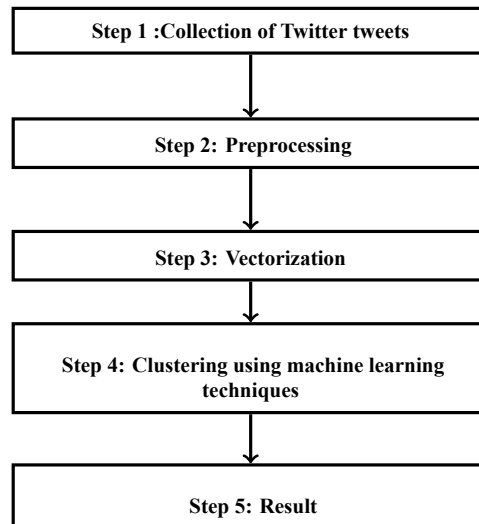 Step 1 :Collection of Twitter tweets
Step 2: Preprocessing
Step 3: Vectorization
Step 4: Clustering using machine learning
techniques
Step 5: Result